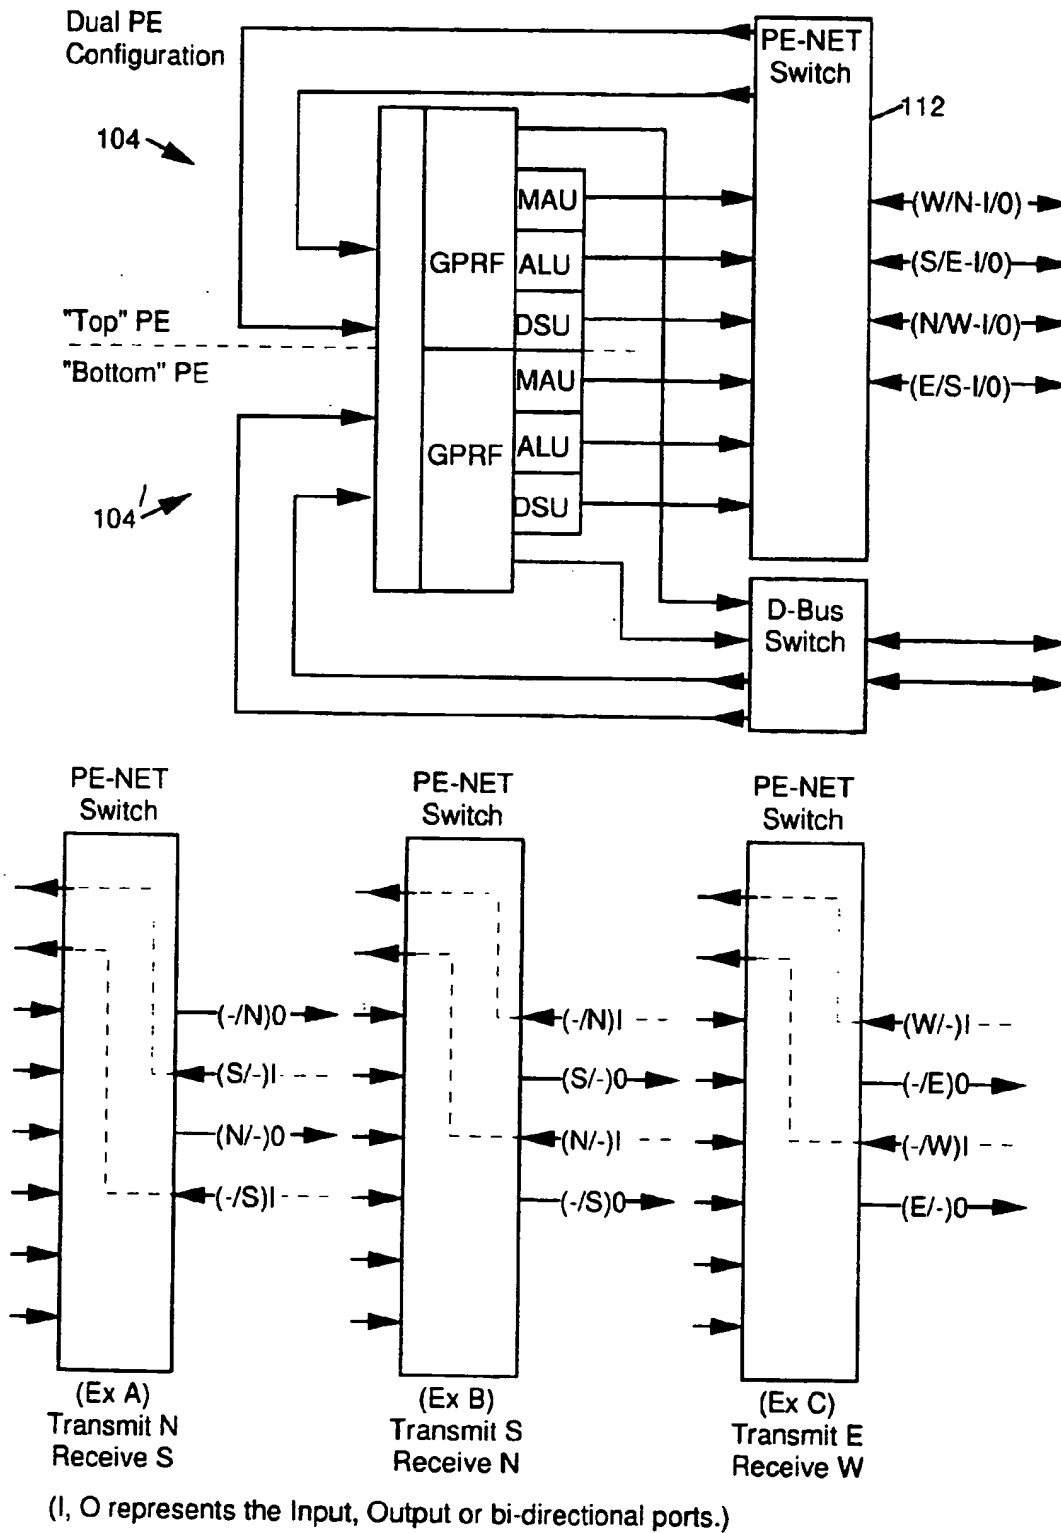 Dual PE
Configuration
PE-NET
Switch
112
104
(W/N-I/0)
MAU
GPRF
ALU
(S/E-I/0)
"Top" PE
DSU
(N/W-I/0)
"Bottom" PE
MAU
(E/S-I/0)
GPRF
ALU
104'
DSU
D-Bus
Switch
PE-NET
Switch
PE-NET
Switch
PE-NET
Switch
(-/N)0
(S/-)I
(N/-)0
(-/S)I
(-/N)I
(S/-)0
(N/-)I
(-/S)0
(W/-)I
(-/E)0
(-/W)I
(E/-)0
(Ex A)
Transmit N
Receive S
(Ex B)
Transmit S
Receive N
(Ex C)
Transmit E
Receive W
(I, O represents the Input, Output or bi-directional ports.)